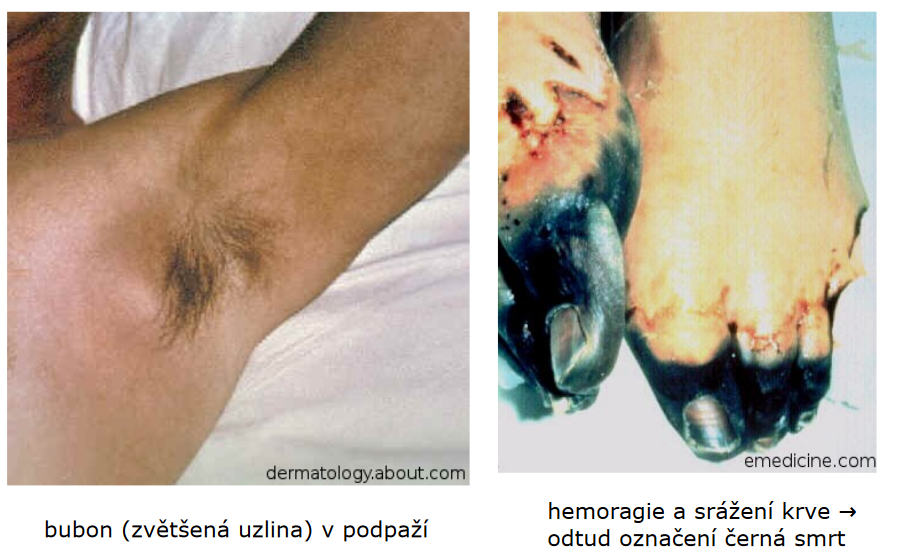 dermatology.about.com
emedicine.com
bubon (zvětšená uzlina) v podpaží
hemoragie a srážení krve →
odtud označení černá smrt